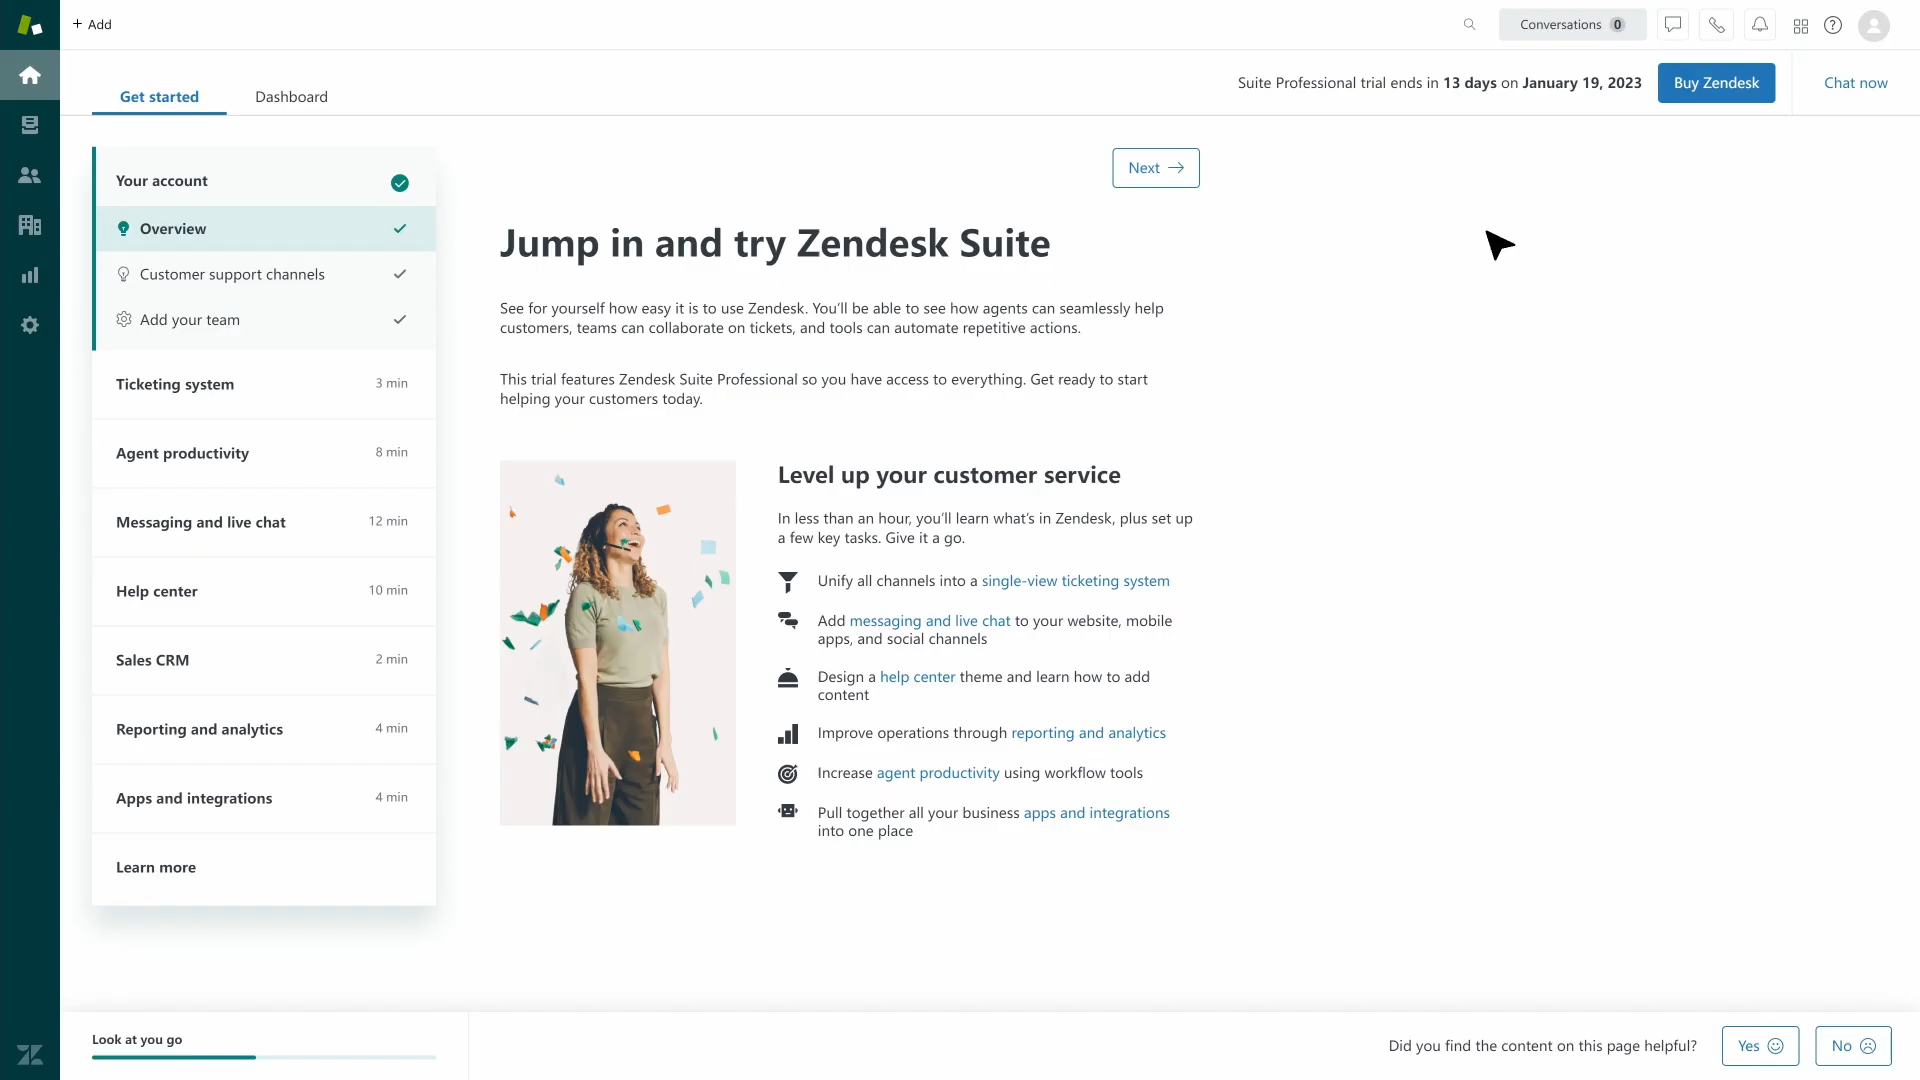 + Add
Conversations 0
Get started
Dashboard
Suite Professional trial ends in 13 days on January 19, 2023
Buy Zendesk
Chat now
Your account
Overview
Customer support channels
Add your team
Ticketing system 3 min
Agent productivity 8 min
Messaging and live chat 12 min
Help center 10 min
Sales CRM 2 min
Reporting and analytics 4 min
Apps and integrations 4 min
Learn more
Next →
Jump in and try Zendesk Suite
See for yourself how easy it is to use Zendesk. You’ll be able to see how agents can seamlessly help
customers, teams can collaborate on tickets, and tools can automate repetitive actions.
This trial features Zendesk Suite Professional so you have access to everything. Get ready to start
helping your customers today.
Level up your customer service
In less than an hour, you’ll learn what’s in Zendesk, plus set up
a few key tasks. Give it a go.
Unify all channels into a single-view ticketing system
Add messaging and live chat to your website, mobile
apps, and social channels
Design a help center theme and learn how to add
content
Improve operations through reporting and analytics
Increase agent productivity using workflow tools
Pull together all your business apps and integrations
into one place
Look at you go
Did you find the content on this page helpful?
Yes
No